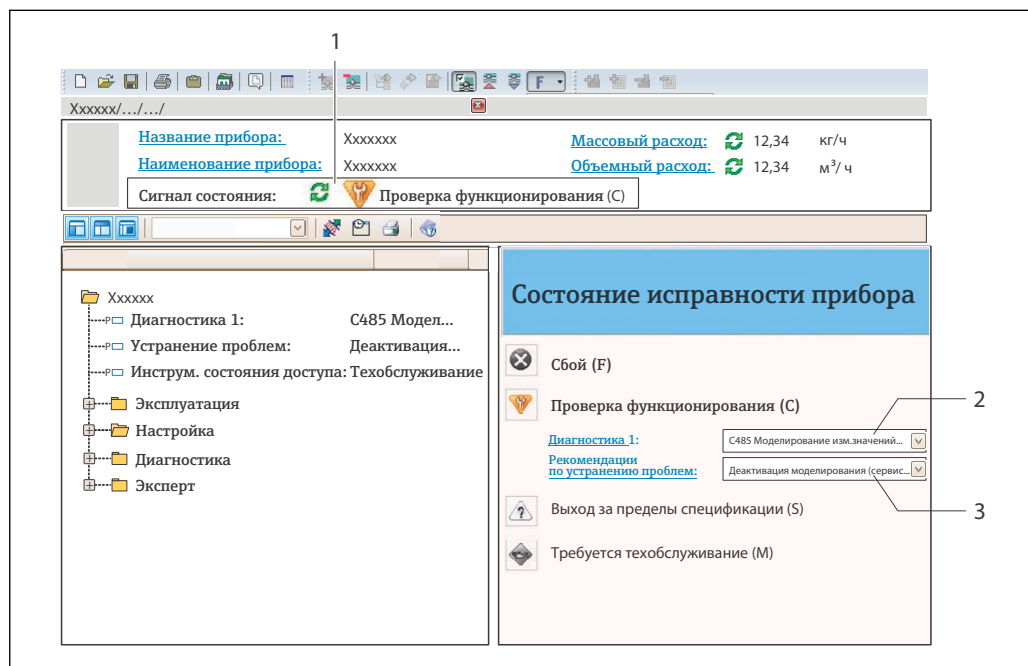 1
F
Xxxxxx/.../.../
Название прибора: Xxxxxxx Массовый расход: 12,34 кг/ч
Наименование прибора: Xxxxxxx Объемный расход: 12,34 м³/ч
Сигнал состояния: Проверка функционирования (C)
Xxxxxx
P Диагностика 1: C485 Модел...
P Устранение проблем: Деактивация...
P Инструм. состояния доступа: Техобслуживание
Эксплуатация
Настройка
Диагностика
Эксперт
Состояние исправности прибора
Сбой (F)
Проверка функционирования (C)
2
Диагностика 1: C485 Моделирование изм.значений...
Рекомендации
по устранению проблем: Деактивация моделирования (сервис...
3
Выход за пределы спецификации (S)
Требуется техобслуживание (M)